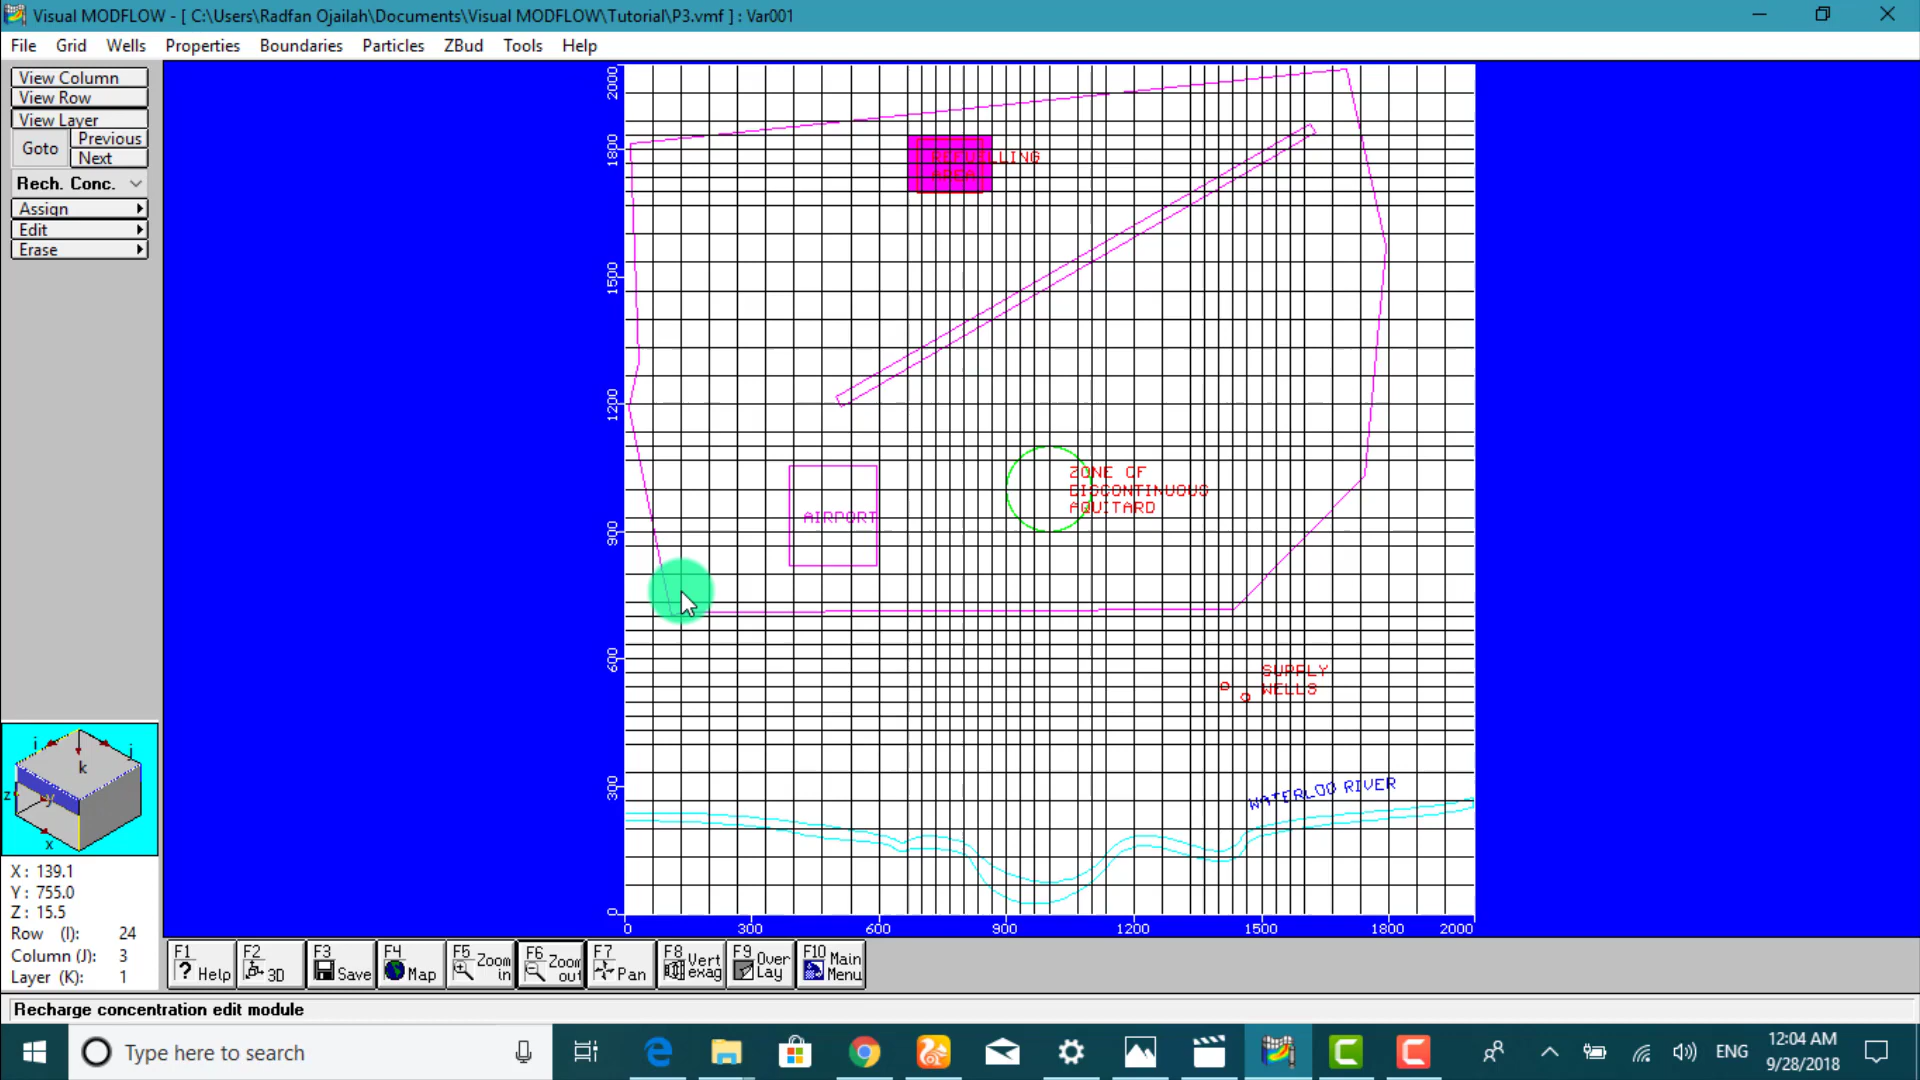 Visual MODFLOW - [ C:\Users\Radfan Ojailah\Documents\Visual MODFLOW\Tutorial\P3.vmf ] : Var001
File Grid Wells Properties Boundaries Particles ZBud Tools Help
View Column
View Row
View Layer
Goto Previous
Next
Rech. Conc.
Assign
Edit
Erase
2000
1800
1500
1200
900
600
300
0
REFUELLING
AREA
ZONE OF
DISCONTINUOUS
AQUITARD
AIRPORT
SUPPLY
WELLS
WATERLOO RIVER
0 300 600 900 1200 1500 1800 2000
i j
k
z y
x
X : 139.1
Y : 755.0
Z : 15.5
Row (I): 24
Column (J): 3
Layer (K): 1
F1 ? Help
F2 3D
F3 Save
F4 Map
F5 Zoom in
F6 Zoom out
F7 Pan
F8 Vert exag
F9 Over Lay
F10 Main Menu
Recharge concentration edit module
Type here to search
ENG
12:04 AM
9/28/2018